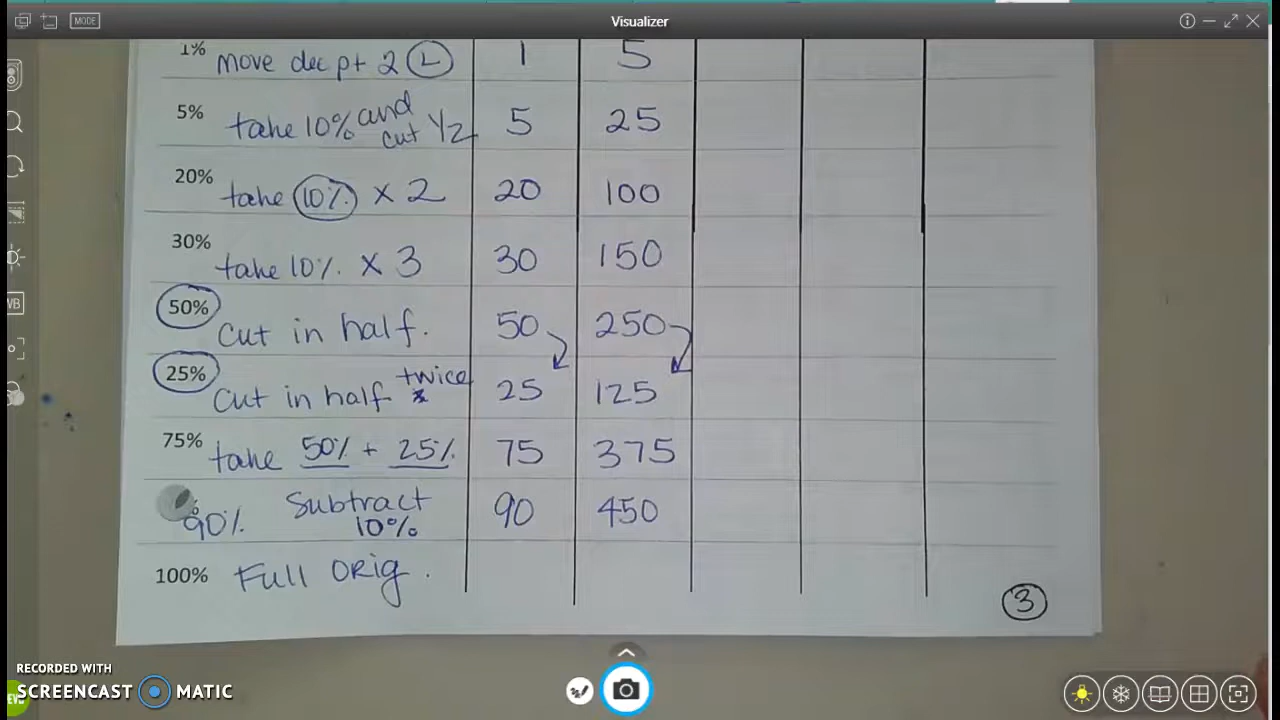 MODE
Visualizer
1% move dec pt 2 L 1 5
5% take 10% and cut 1/2 5 25
20% take 10% x 2 20 100
30% take 10% x 3 30 150
50% Cut in half. 50 250
25% Cut in half twice 25 125
75% take 50% + 25% 75 375
90% Subtract 10% 90 450
100% Full Orig.
3
RECORDED WITH
SCREENCAST MATIC